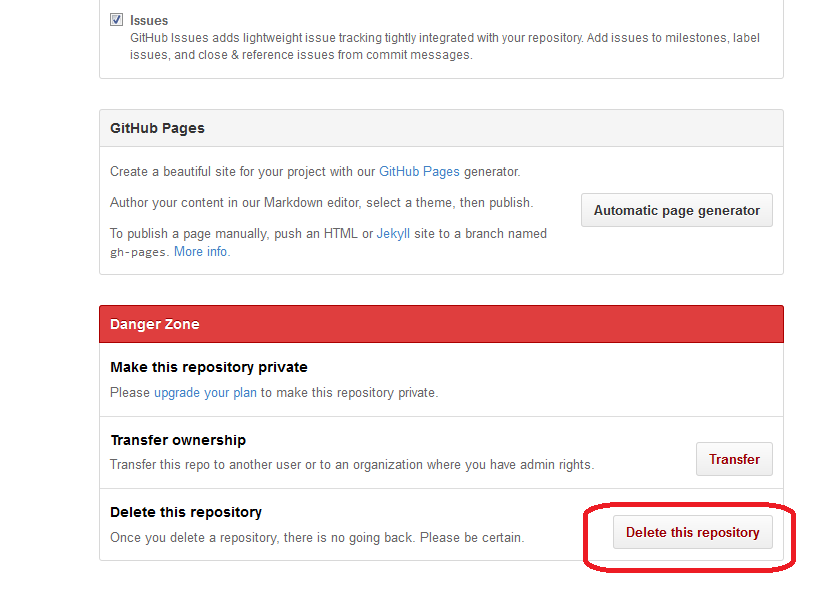 Issues
GitHub Issues adds lightweight issue tracking tightly integrated with your repository. Add issues to milestones, label
issues, and close & reference issues from commit messages.
GitHub Pages
Create a beautiful site for your project with our GitHub Pages generator.
Author your content in our Markdown editor, select a theme, then publish.
Automatic page generator
To publish a page manually, push an HTML or Jekyll site to a branch named
gh-pages. More info.
Danger Zone
Make this repository private
Please upgrade your plan to make this repository private.
Transfer ownership
Transfer this repo to another user or to an organization where you have admin rights.
Transfer
Delete this repository
Once you delete a repository, there is no going back. Please be certain.
Delete this repository